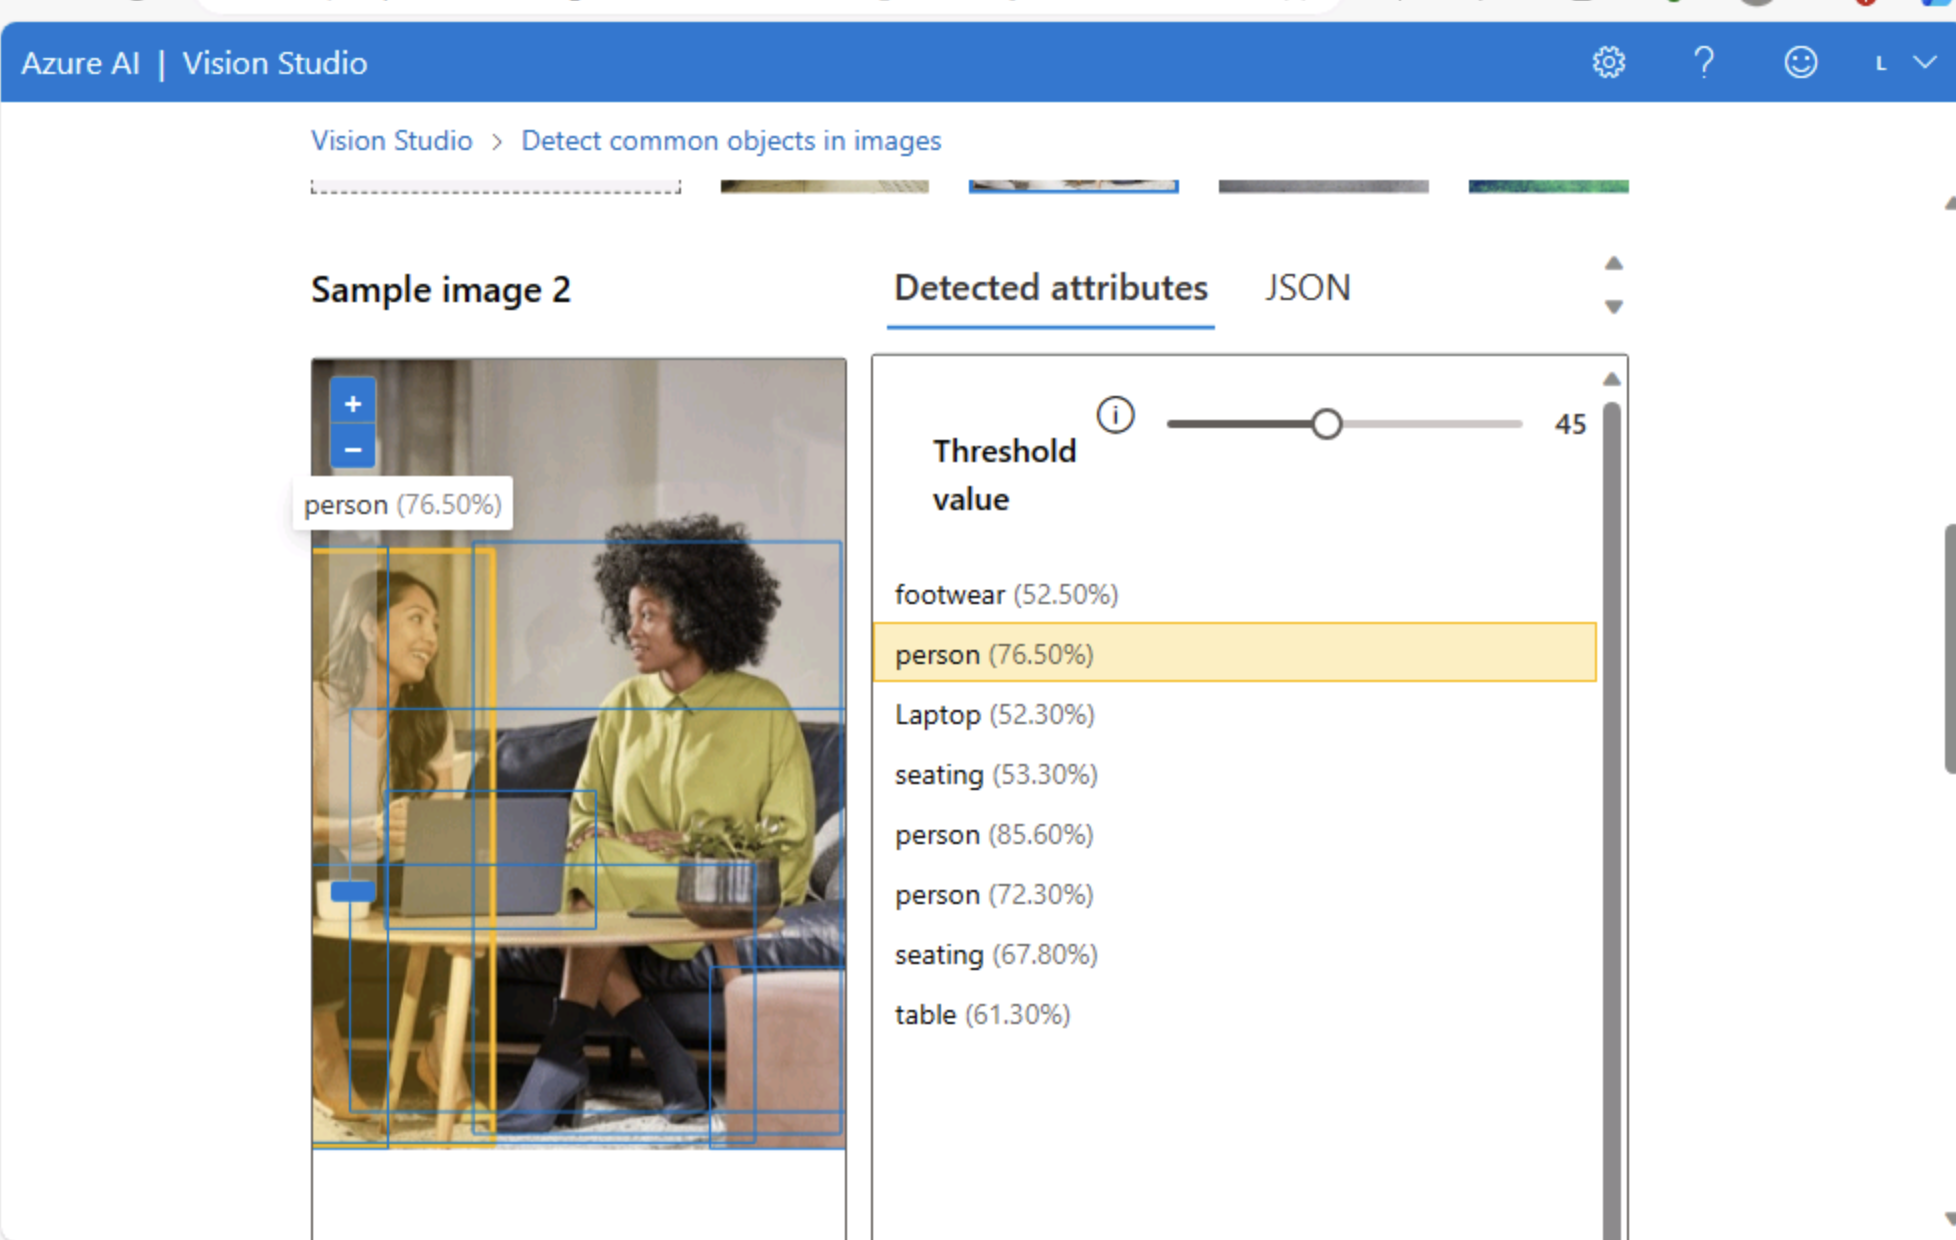 Azure AI | Vision Studio
L
Vision Studio > Detect common objects in images
Sample image 2
Detected attributes
JSON
+
−
person (76.50%)
Threshold
value
45
footwear (52.50%)
person (76.50%)
Laptop (52.30%)
seating (53.30%)
person (85.60%)
person (72.30%)
seating (67.80%)
table (61.30%)